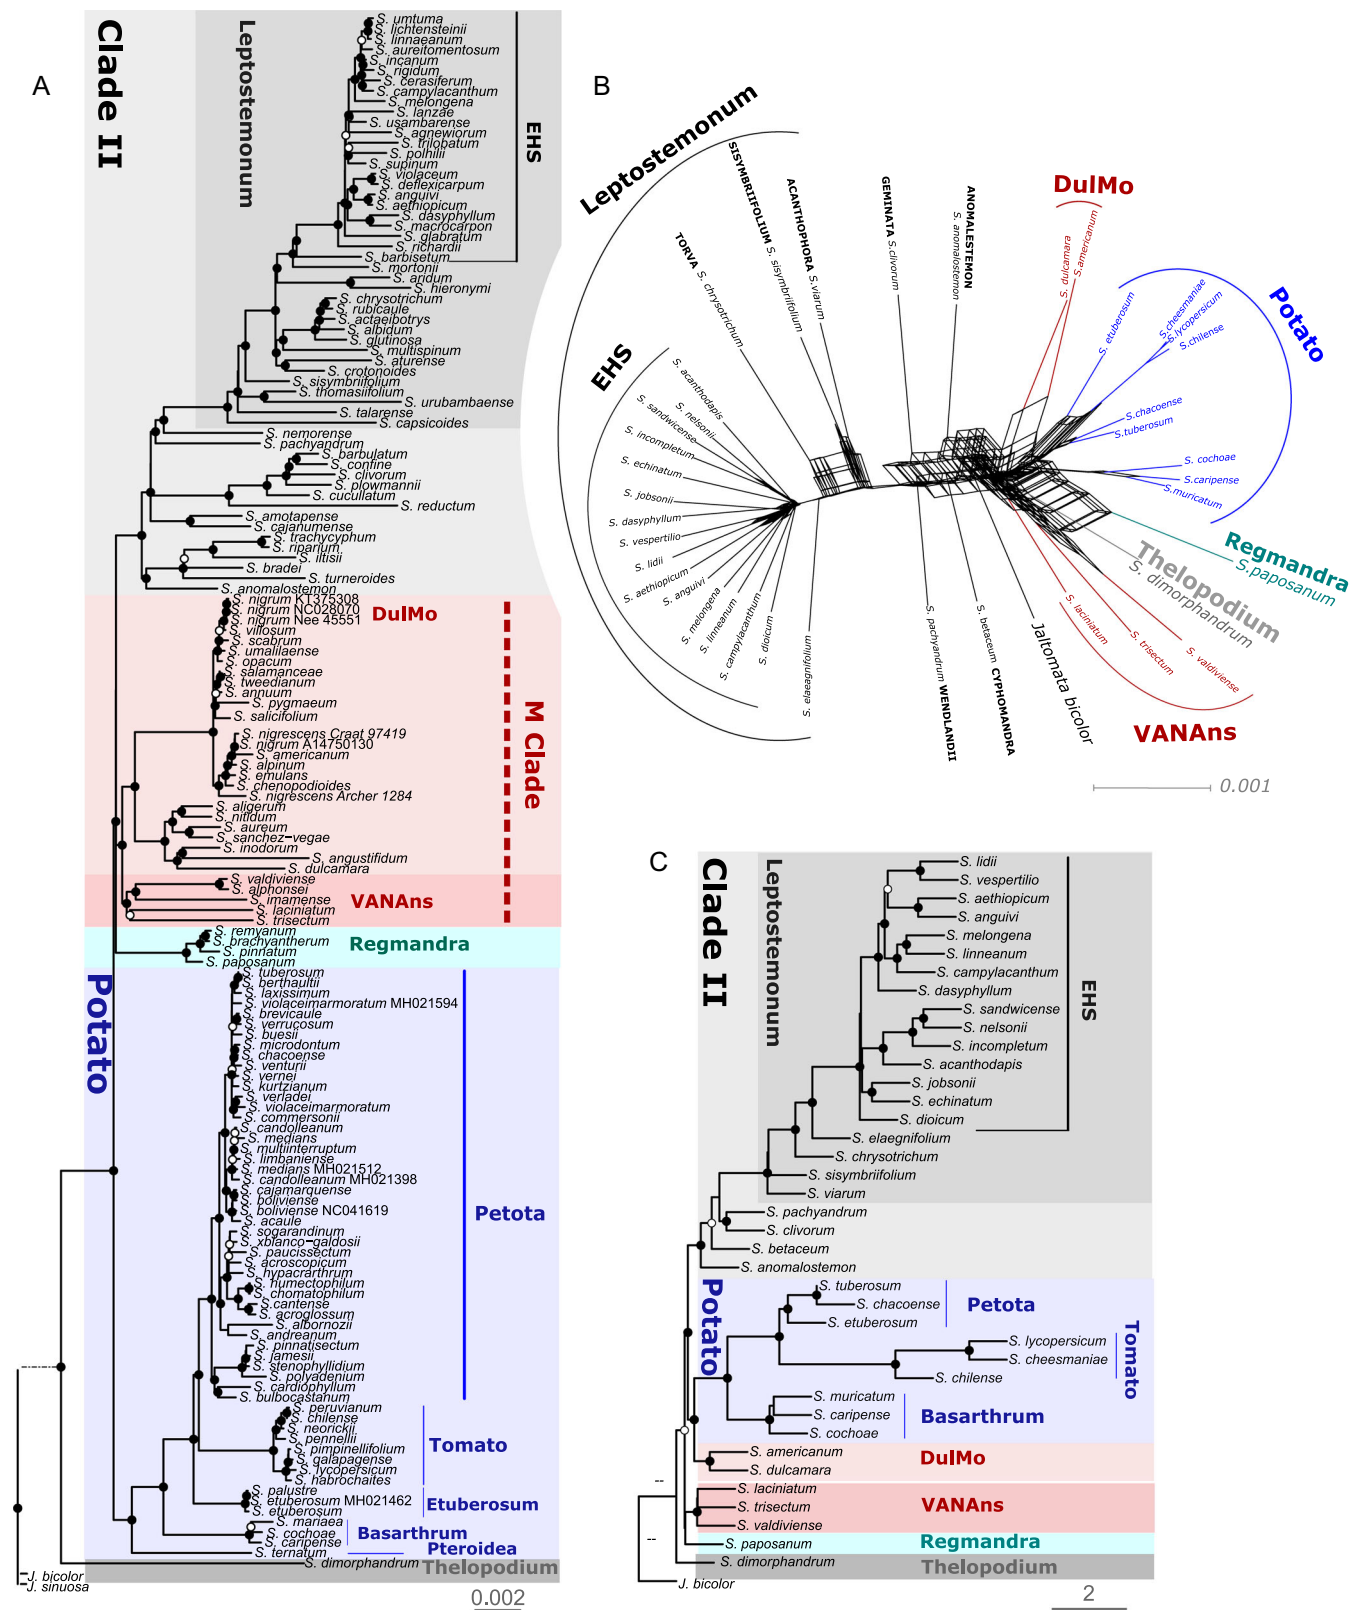 A
Clade II
Leptostemonum
EHS
S. umtuma
S. lichtensteinii
S. linnaeanum
S. aureitomentosum
S. incanum
S. rigidum
S. cerasiferum
S. campylacanthum
S. melongena
S. lanzae
S. usambarense
S. agnewiorum
S. trilobatum
S. polhilii
S. supinum
S. violaceum
S. deflexicarpum
S. anguivi
S. aethiopicum
S. dasyphyllum
S. macrocarpon
S. glabratum
S. richardii
S. barbisetum
S. mortonii
S. aridum
S. hieronymi
S. chrysotrichum
S. rubicaule
S. actaeibotrys
S. albidum
S. glutinosa
S. multispinum
S. aturense
S. crotonoides
S. sisymbriifolium
S. thomasiifolium
S. urubambaense
S. talarense
S. capsicoides
S. nemorense
S. pachyandrum
S. barbulatum
S. confine
S. clivorum
S. plowmannii
S. cucullatum
S. reductum
S. amotapense
S. cajanumense
S. trachycyphum
S. riparium
S. iltisii
S. bradei
S. turneroides
S. anomalostemon
DulMo
M Clade
S. nigrum KT375308
S. nigrum NC028070
S. nigrum Nee 45551
S. villosum
S. scabrum
S. umalilaense
S. opacum
S. salamanceae
S. tweedianum
S. annuum
S. pygmaeum
S. salicifolium
S. nigrescens Craat 97419
S. nigrum A14750130
S. americanum
S. alpinum
S. emulans
S. chenopodioides
S. nigrescens Archer 1284
S. aligerum
S. nitidum
S. aureum
S. sanchez-vegae
S. inodorum
S. angustifidum
S. dulcamara
VANAns
S. valdiviense
S. alphonsei
S. imamense
S. laciniatum
S. trisectum
Regmandra
S. remyanum
S. brachyantherum
S. pinnatum
S. paposanum
Potato
Petota
S. tuberosum
S. berthaultii
S. laxissimum
S. violaceimarmoratum MH021594
S. brevicaule
S. verrucosum
S. buesii
S. microdontum
S. chacoense
S. venturii
S. vernei
S. kurtzianum
S. verladei
S. violaceimarmoratum
S. commersonii
S. candolleanum
S. medians
S. multiinterruptum
S. limbaniense
S. medians MH021512
S. candolleanum MH021398
S. cajamarquense
S. boliviense
S. boliviense NC041619
S. acaule
S. sogarandinum
S. xblanco-galdosii
S. paucissectum
S. acroscopicum
S. hypacrarthrum
S. humectophilum
S. chomatophilum
S. cantense
S. acroglossum
S. albornozii
S. andreanum
S. pinnatisectum
S. jamesii
S. stenophyllidium
S. polyadenium
S. cardiophyllum
S. bulbocastanum
Tomato
S. peruvianum
S. chilense
S. neorickii
S. pennellii
S. pimpinellifolium
S. galapagense
S. lycopersicum
S. habrochaites
Etuberosum
S. palustre
S. etuberosum MH021462
S. etuberosum
Basarthrum
S. mariaea
S. cochoae
S. caripense
Pteroidea
S. ternatum
S. dimorphandrum
Thelopodium
J. bicolor
J. sinuosa
0.002
B
Leptostemonum
EHS
TORVA S. chrysotrichum
SISYMBRIIFOLIUM S. sisymbriifolium
ACANTHOPHORA S. viarum
GEMINATA S.clivorum
ANOMALESTEMON
S. anomalostemon
DulMo
S. dulcamara
S. americanum
Potato
S. etuberosum
S.cheesmaniae
S.lycopersicum
S.chilense
S.chacoense
S.tuberosum
S. cochoae
S.caripense
S.muricatum
Regmandra
S.paposanum
Thelopodium
S. dimorphandrum
S. valdiviense
S. trisectum
S. laciniatum
VANAns
Jaltomata bicolor
S. betaceum CYPHOMANDRA
S. pachyandrum WENDLANDII
S. elaeagnifolium
S. dioicum
S. campylacanthum
S. linneanum
S. melongena
S. anguivi
S. aethiopicum
S. lidii
S. vespertilio
S. dasyphyllum
S. jobsonii
S. echinatum
S. incompletum
S. sandwicense
S. nelsonii
S. acanthodapis
0.001
C
Clade II
Leptostemonum
EHS
S. lidii
S. vespertilio
S. aethiopicum
S. anguivi
S. melongena
S. linneanum
S. campylacanthum
S. dasyphyllum
S. sandwicense
S. nelsonii
S. incompletum
S. acanthodapis
S. jobsonii
S. echinatum
S. dioicum
S. elaegnifolium
S. chrysotrichum
S. sisymbriifolium
S. viarum
S. pachyandrum
S. clivorum
S. betaceum
S. anomalostemon
Potato
S. tuberosum
S. chacoense
S. etuberosum
Petota
S. lycopersicum
S. cheesmaniae
S. chilense
Tomato
S. muricatum
S. caripense
S. cochoae
Basarthrum
S. americanum
S. dulcamara
DulMo
S. laciniatum
S. trisectum
S. valdiviense
VANAns
S. paposanum
Regmandra
S. dimorphandrum
Thelopodium
J. bicolor
2